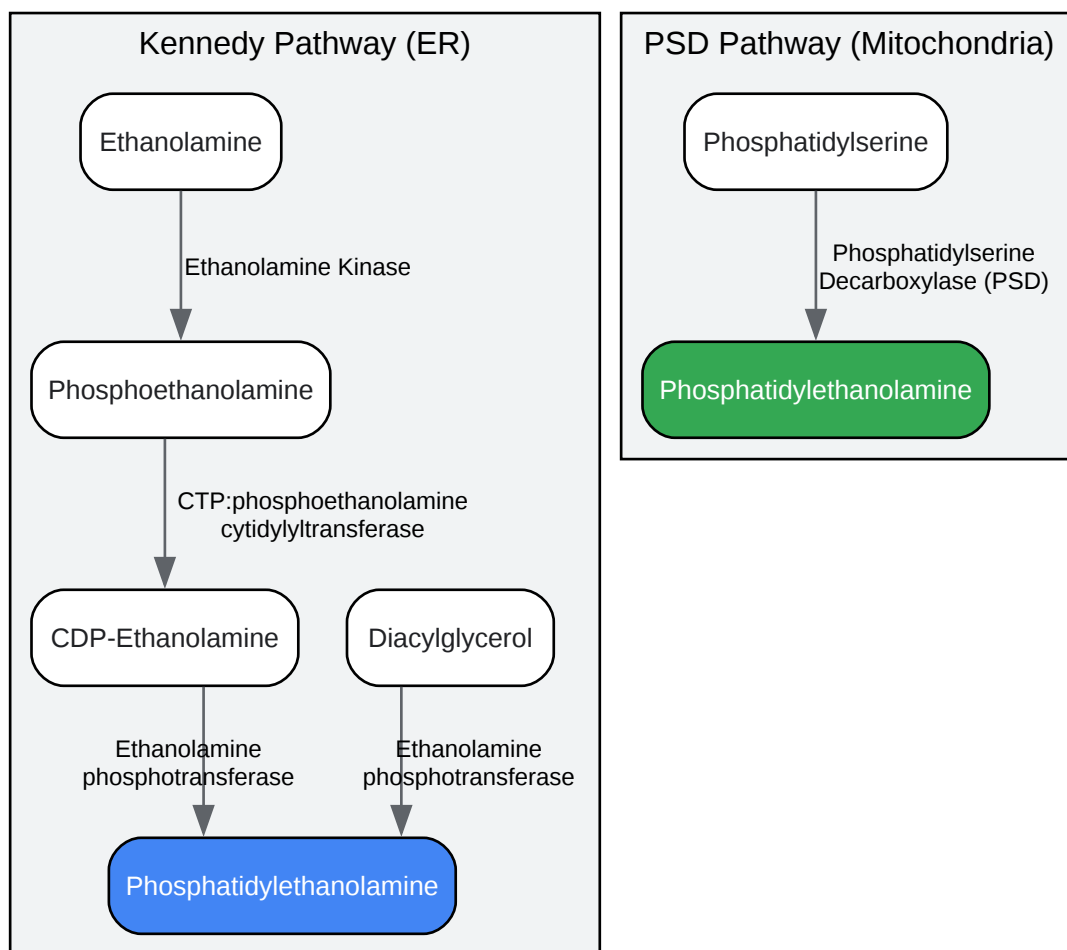 Kennedy Pathway (ER)
Ethanolamine
Ethanolamine Kinase
Phosphoethanolamine
CTP:phosphoethanolamine
cytidylyltransferase
CDP-Ethanolamine
Diacylglycerol
Ethanolamine
phosphotransferase
Ethanolamine
phosphotransferase
Phosphatidylethanolamine
PSD Pathway (Mitochondria)
Phosphatidylserine
Phosphatidylserine
Decarboxylase (PSD)
Phosphatidylethanolamine